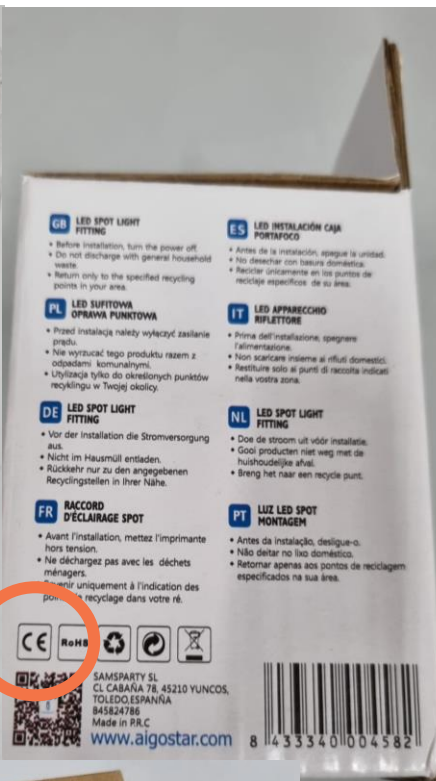 GB LED SPOT LIGHT
FITTING
• Before installation, turn the power off.
• Do not discharge with general household
waste.
• Return only to the specified recycling
points in your area.
ES LED INSTALACIÓN CAJA
PORTAFOCO
• Antes de la instalación, apegue la unidad.
• No desechar con basura doméstica.
• Reciclar únicamente en los puntos de
reciclaje específicos de su área.
PL LED SUFITOWA
OPRAWA PUNKTOWA
• Przed instalacją należy wyłączyć zasilanie
prądu.
• Nie wyrzucać tego produktu razem z
odpadami komunalnymi.
• Utylizacja tylko do określonych punktów
recyklingu w Twojej okolicy.
IT LED APPARECCHIO
RIFLETTORE
• Prima dell'installazione, spegnere
l'alimentazione.
• Non scaricare insieme ai rifiuti domestici.
• Restituire solo ai punti di raccolta indicati
nella vostra zona.
DE LED SPOT LIGHT
FITTING
• Vor der Installation die Stromversorgung
aus.
• Nicht im Hausmüll entladen.
• Rückkehr nur zu den angegebenen
Recyclingstellen in Ihrer Nähe.
NL LED SPOT LIGHT
FITTING
• Doe de stroom uit vóór installatie.
• Gooi producten niet weg met de
huishoudelijke afval.
• Breng het naar een recycle punt.
FR RACCORD
D'ÉCLAIRAGE SPOT
• Avant l'installation, mettez l'imprimante
hors tension.
• Ne déchargez pas avec les déchets
ménagers.
uniquement à l'indication des
recyclage dans votre ré.
PT LUZ LED SPOT
MONTAGEM
• Antes da instalação, desligue-o.
• Não deitar no lixo doméstico.
• Retornar apenas aos pontos de reciclagem
especificados na sua área.
CE RoHS
SAMSPARTY SL
CL CABAÑA 78, 45210 YUNCOS,
TOLEDO,ESPANÑA
B45824786
Made in P.R.C
www.aigostar.com
8 433340 004582